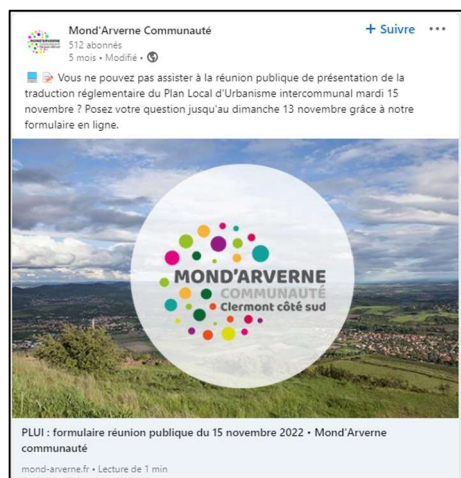 Mond'Arverne Communauté
+ Suivre ...
512 abonnés
5 mois • Modifié •
Vous ne pouvez pas assister à la réunion publique de présentation de la
traduction réglementaire du Plan Local d'Urbanisme intercommunal mardi 15
novembre ? Posez votre question jusqu'au dimanche 13 novembre grâce à notre
formulaire en ligne.
MOND'ARVERNE
COMMUNAUTÉ
Clermont côté sud
PLUI : formulaire réunion publique du 15 novembre 2022 • Mond'Arverne
communauté
mond-arverne.fr • Lecture de 1 min